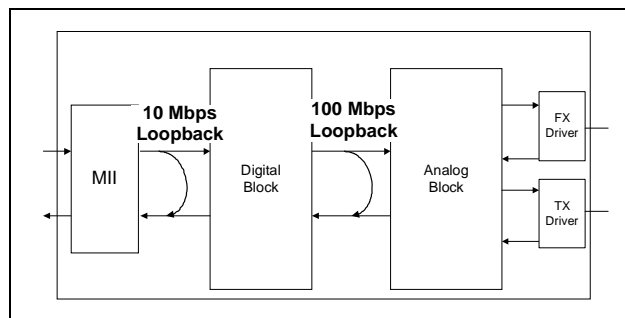 10 Mbps
Loopback
100 Mbps
Loopback
MII
Digital
Block
Analog
Block
FX
Driver
TX
Driver